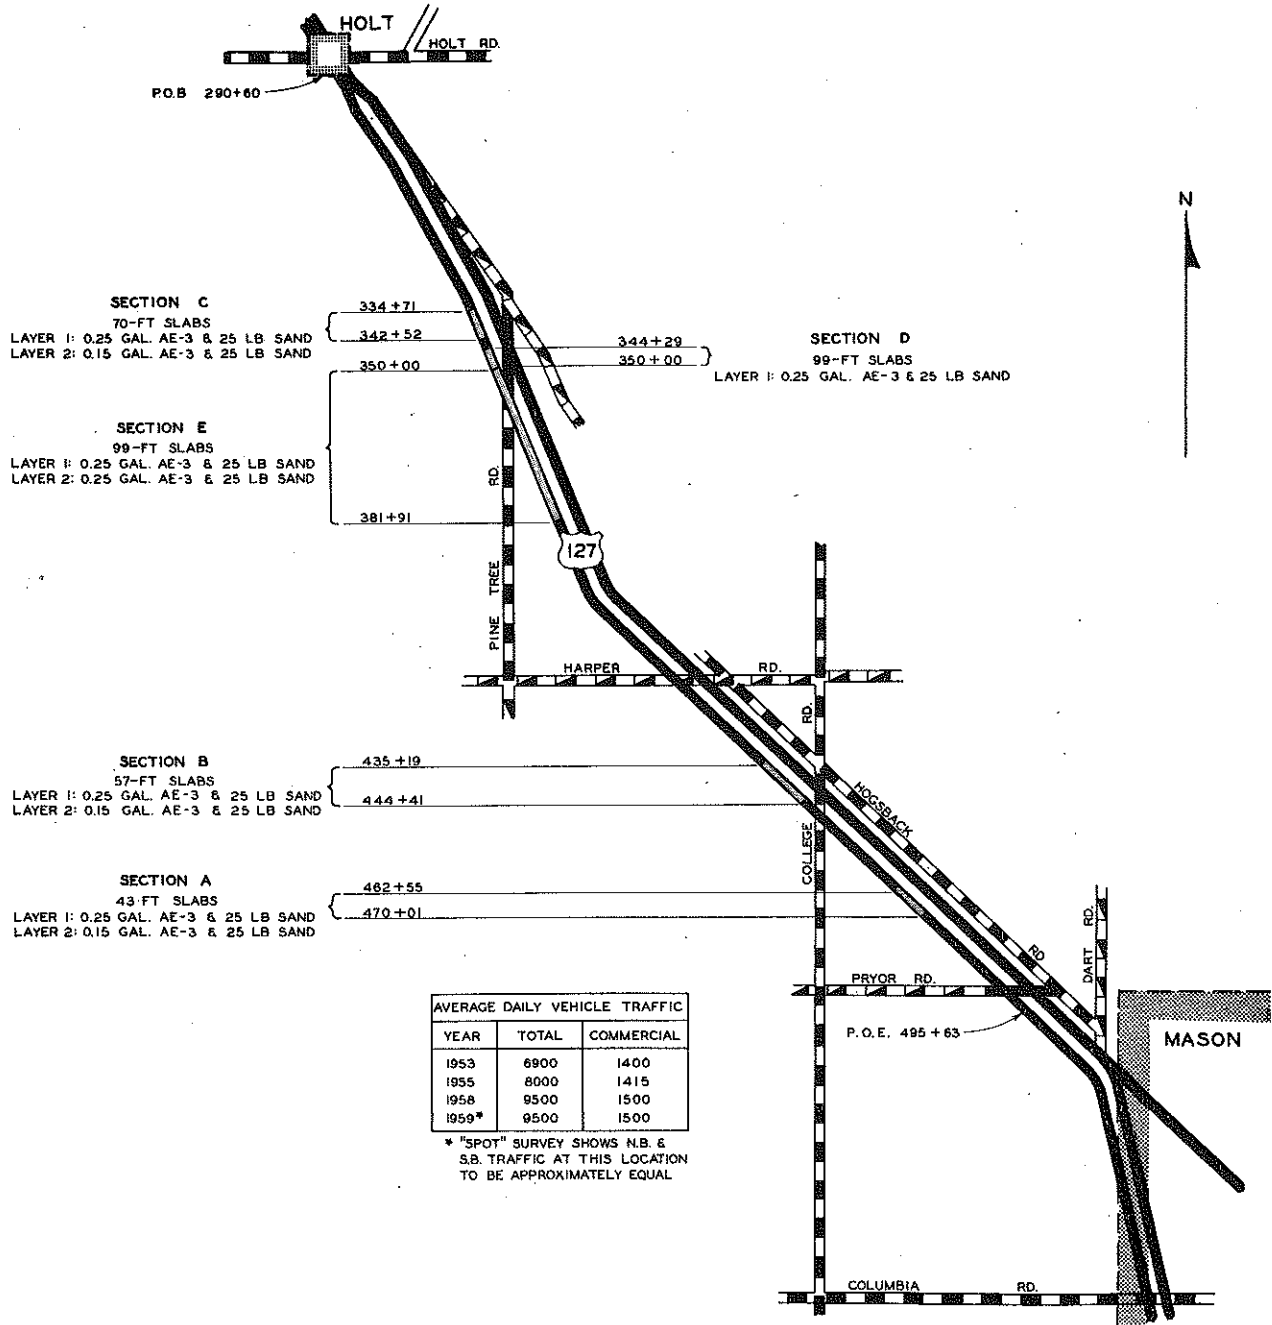 HOLT
HOLT RD.
P.O.B 290+60
N
SECTION C
70-FT SLABS
LAYER 1: 0.25 GAL. AE-3 & 25 LB SAND
LAYER 2: 0.15 GAL. AE-3 & 25 LB SAND
334+71
342+52
344+29
350+00
SECTION D
99-FT SLABS
LAYER 1: 0.25 GAL. AE-3 & 25 LB SAND
350+00
SECTION E
99-FT SLABS
LAYER 1: 0.25 GAL. AE-3 & 25 LB SAND
LAYER 2: 0.25 GAL. AE-3 & 25 LB SAND
381+91
127
PINE TREE RD.
HARPER RD.
SECTION B
57-FT SLABS
LAYER 1: 0.25 GAL. AE-3 & 25 LB SAND
LAYER 2: 0.15 GAL. AE-3 & 25 LB SAND
435+19
444+41
COLLEGE RD.
HOGSBACK RD
SECTION A
43-FT SLABS
LAYER 1: 0.25 GAL. AE-3 & 25 LB SAND
LAYER 2: 0.15 GAL. AE-3 & 25 LB SAND
462+55
470+01
DART RD.
PRYOR RD.
P.O.E. 495+63
MASON
AVERAGE DAILY VEHICLE TRAFFIC
YEAR TOTAL COMMERCIAL
1953 6900 1400
1955 8000 1415
1958 9500 1500
1959* 9500 1500
* "SPOT" SURVEY SHOWS N.B. &
S.B. TRAFFIC AT THIS LOCATION
TO BE APPROXIMATELY EQUAL
COLUMBIA RD.